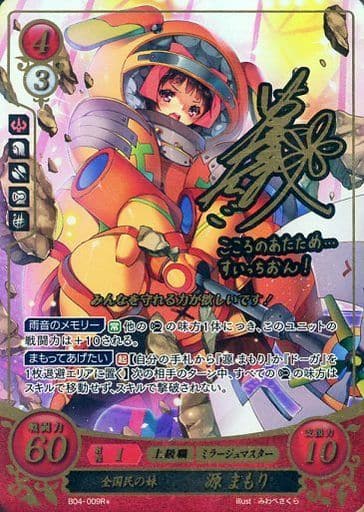 4
3
こころのあたため…
すいっちおん!
みんなを守れる力が欲しいです!
雨音のメモリー 常 他の の味方1体につき、このユニットの
戦闘力は+10される。
まもってあげたい 起 【自分の手札から「源 まもり」か「ドーガ」を
1枚退避エリアに置く】次の相手のターン中、すべての の味方は
スキルで移動せず、スキルで撃破されない。
戦闘力
60
射程 1 上級職 ミラージュマスター
支援力
10
全国民の妹 源 まもり
B04-009R+ illust:みわべさくら